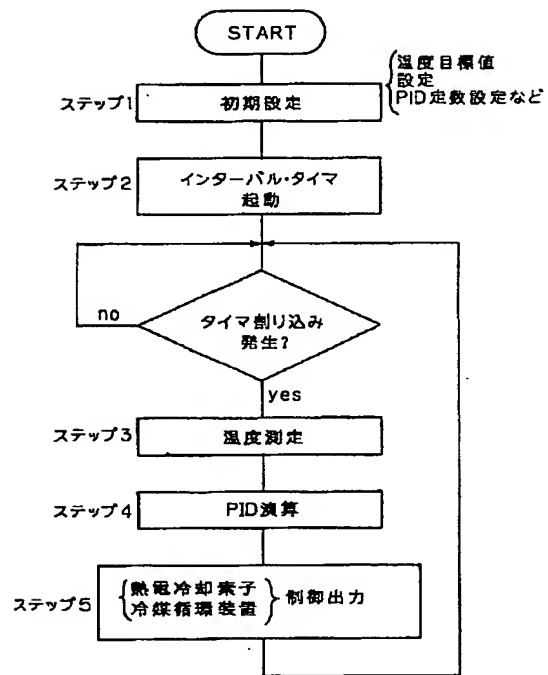 START
温度目標値
設定
PID定数設定など
ステップ1
初期設定
ステップ2
インターバル・タイマ
起動
no
タイマ割り込み
発生?
yes
ステップ3
温度測定
ステップ4
PID演算
ステップ5
熱電冷却素子
冷媒循環装置
制御出力